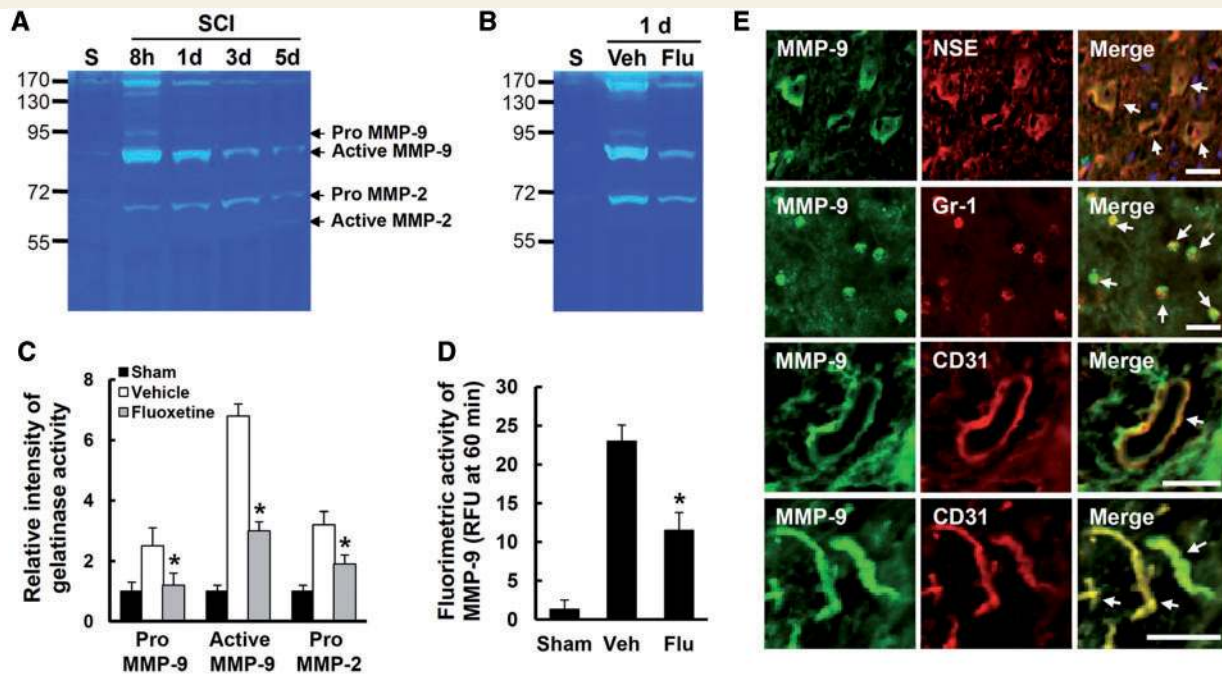 A
SCI
S 8h 1d 3d 5d
170
130
95
72
55
Pro MMP-9
Active MMP-9
Pro MMP-2
Active MMP-2
B
1 d
S Veh Flu
170
130
95
72
55
C
Sham
Vehicle
Fluoxetine
Relative intensity of
gelatinase activity
8
6
4
2
0
* * *
Pro Active Pro
MMP-9 MMP-9 MMP-2
D
Fluorimetric activity of
MMP-9 (RFU at 60 min)
30
25
20
15
10
5
0
*
Sham Veh Flu
E
MMP-9 NSE Merge
MMP-9 Gr-1 Merge
MMP-9 CD31 Merge
MMP-9 CD31 Merge